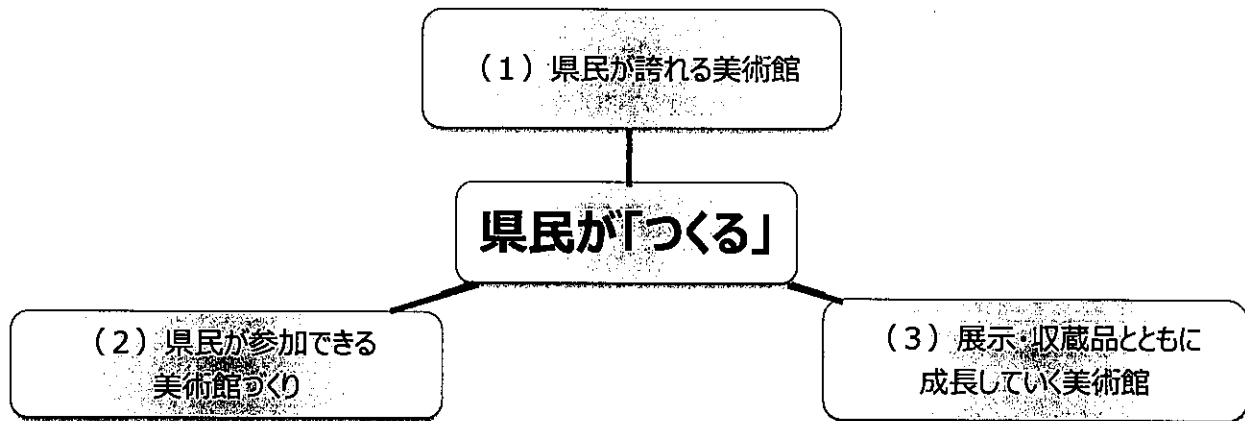 （1）県民が誇れる美術館
県民が「つくる」
（2）県民が参加できる
美術館づくり
（3）展示・収蔵品とともに
成長していく美術館